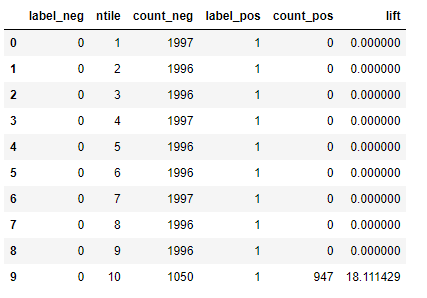 label_neg ntile count_neg label_pos count_pos lift
0 0 1 1997 1 0 0.000000
1 0 2 1996 1 0 0.000000
2 0 3 1996 1 0 0.000000
3 0 4 1997 1 0 0.000000
4 0 5 1996 1 0 0.000000
5 0 6 1996 1 0 0.000000
6 0 7 1997 1 0 0.000000
7 0 8 1996 1 0 0.000000
8 0 9 1996 1 0 0.000000
9 0 10 1050 1 947 18.111429